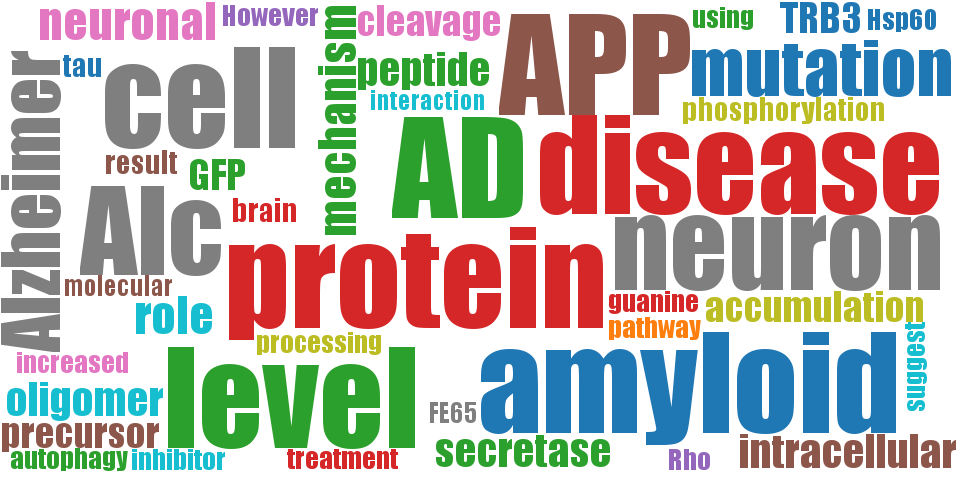 neuronal
However
mechanism
cleavage
APP
using
TRB3
Hsp60
tau
cell
peptide
mutation
Alzheimer
interaction
phosphorylation
result
GFP
AD
disease
Alc
brain
neuron
protein
molecular
role
guanine
accumulation
pathway
processing
suggest
increased
level
amyloid
oligomer
FE65
precursor
autophagy
inhibitor
treatment
secretase
Rho
intracellular